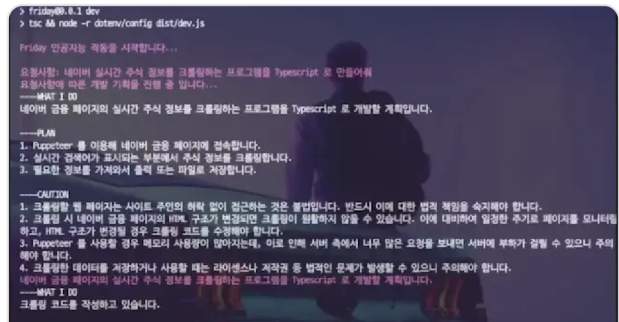 > friday@0.0.1 dev
> tsc && node -r dotenv/config dist/dev.js
Friday 인공지능 작동을 시작합니다...
요청사항: 네이버 실시간 주식 정보를 크롤링하는 프로그램을 Typescript 로 만들어줘
요청사항에 따른 개발 기획을 진행 중 입니다...
----WHAT I DO
네이버 금융 페이지의 실시간 주식 정보를 크롤링하는 프로그램을 Typescript 로 개발할 계획입니다.
----PLAN
1. Puppeteer 를 이용해 네이버 금융 페이지에 접속합니다.
2. 실시간 검색어가 표시되는 부분에서 주식 정보를 크롤링합니다.
3. 필요한 정보를 가져와서 출력 또는 파일로 저장합니다.
----CAUTION
1. 크롤링할 웹 페이지는 사이트 주인의 허락 없이 접근하는 것은 불법입니다. 반드시 이에 대한 법적 책임을 숙지해야 합니다.
2. 크롤링 시 네이버 금융 페이지의 HTML 구조가 변경되면 크롤링이 원활하지 않을 수 있습니다. 이에 대비하여 일정한 주기로 페이지를 모니터링
하고, HTML 구조가 변경될 경우 크롤링 코드를 수정해야 합니다.
3. Puppeteer 를 사용할 경우 메모리 사용량이 많아지는데, 이로 인해 서버 측에서 너무 많은 요청을 보내면 서버에 부하가 걸릴 수 있으니 주의
해야 합니다.
4. 크롤링한 데이터를 저장하거나 사용할 때는 라이센스나 저작권 등 법적인 문제가 발생할 수 있으니 주의해야 합니다.
네이버 금융 페이지의 실시간 주식 정보를 크롤링하는 프로그램을 Typescript 로 개발할 계획입니다.
----WHAT I DO
크롤링 코드를 작성하고 있습니다.